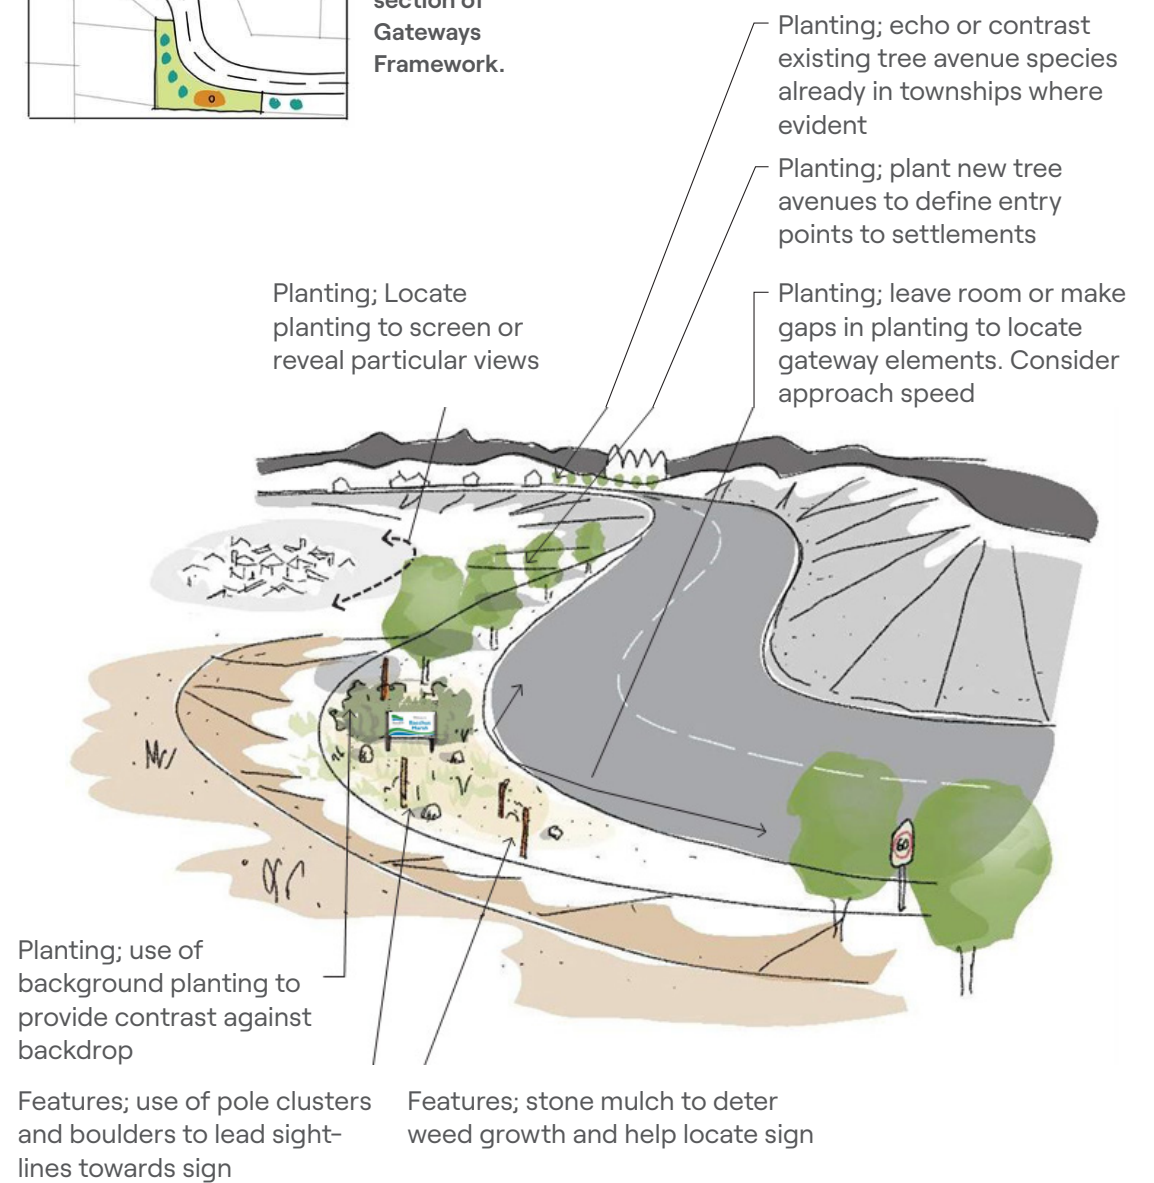 section of
Gateways
Framework.
Planting; echo or contrast
existing tree avenue species
already in townships where
evident
Planting; plant new tree
avenues to define entry
points to settlements
Planting; Locate
planting to screen or
reveal particular views
Planting; leave room or make
gaps in planting to locate
gateway elements. Consider
approach speed
60
Planting; use of
background planting to
provide contrast against
backdrop
Features; use of pole clusters
and boulders to lead sight-
lines towards sign
Features; stone mulch to deter
weed growth and help locate sign